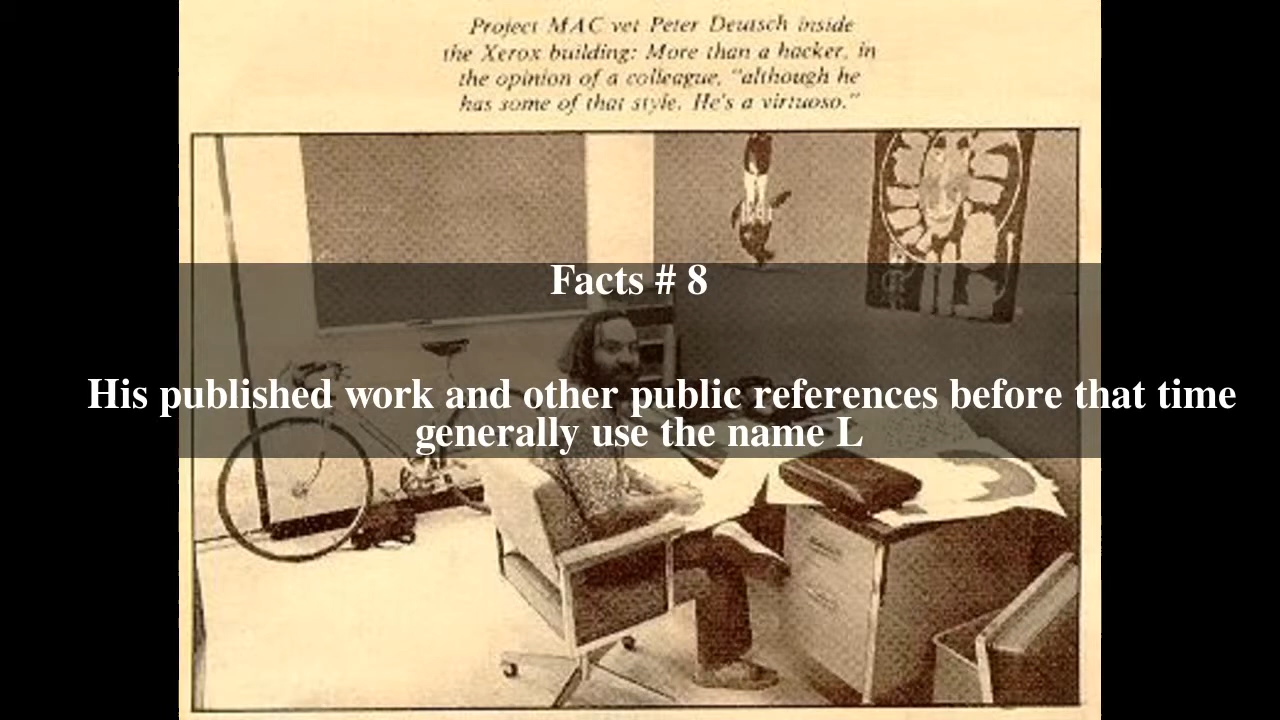 Project MAC vet Peter Deutsch inside
the Xerox building: More than a hacker, in
the opinion of a colleague, "although he
has some of that style. He's a virtuoso."
Facts # 8
His published work and other public references before that time
generally use the name L